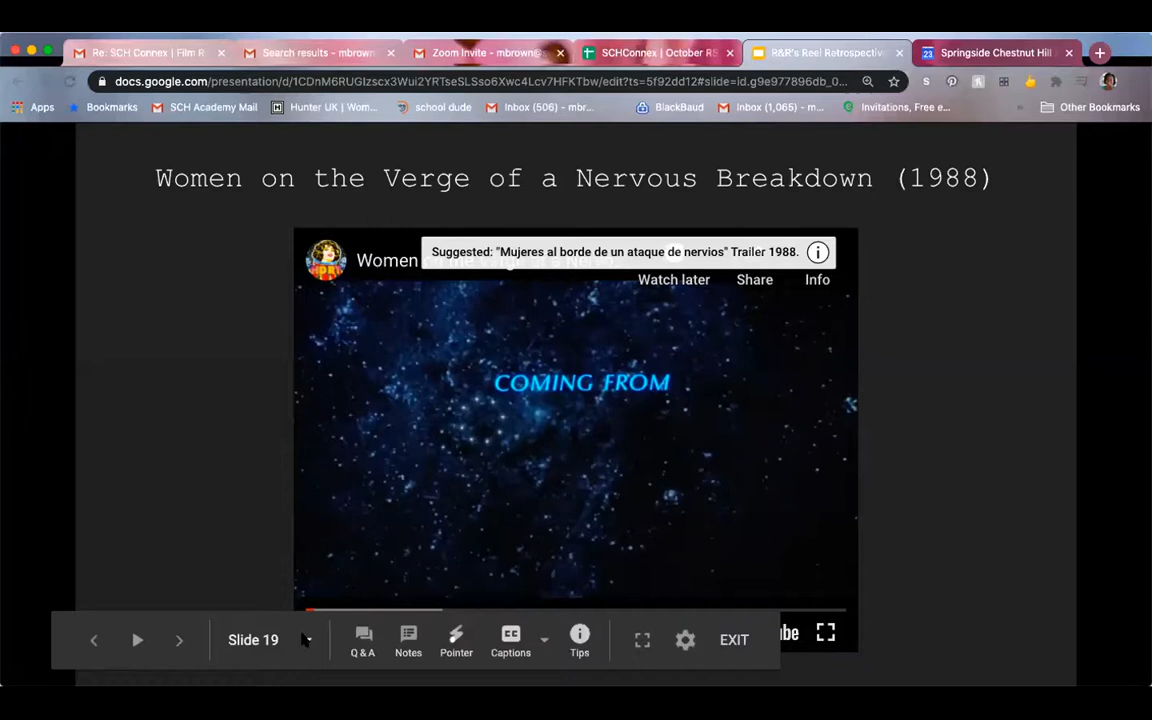 Re: SCH Connex | Film R
Search results - mbrown
Zoom Invite - mbrown@s
SCHConnex | October RS
R&R's Reel Retrospectiv
23 Springside Chestnut Hill
docs.google.com/presentation/d/1CDnM6RUGIzscx3Wui2YRTseSLSso6Xwc4Lcv7HFKTbw/edit?ts=5f92dd12#slide=id.g9e977896db_0...
Apps
Bookmarks
SCH Academy Mail
Hunter UK | Wom...
school dude
Inbox (506) - mbr...
BlackBaud
Inbox (1,065) - m...
Invitations, Free e...
Other Bookmarks
Women on the Verge of a Nervous Breakdown (1988)
Suggested: "Mujeres al borde de un ataque de nervios" Trailer 1988.
Women
Watch later
Share
Info
COMING FROM
Slide 19
Q & A
Notes
Pointer
CC
Captions
Tips
EXIT
ube